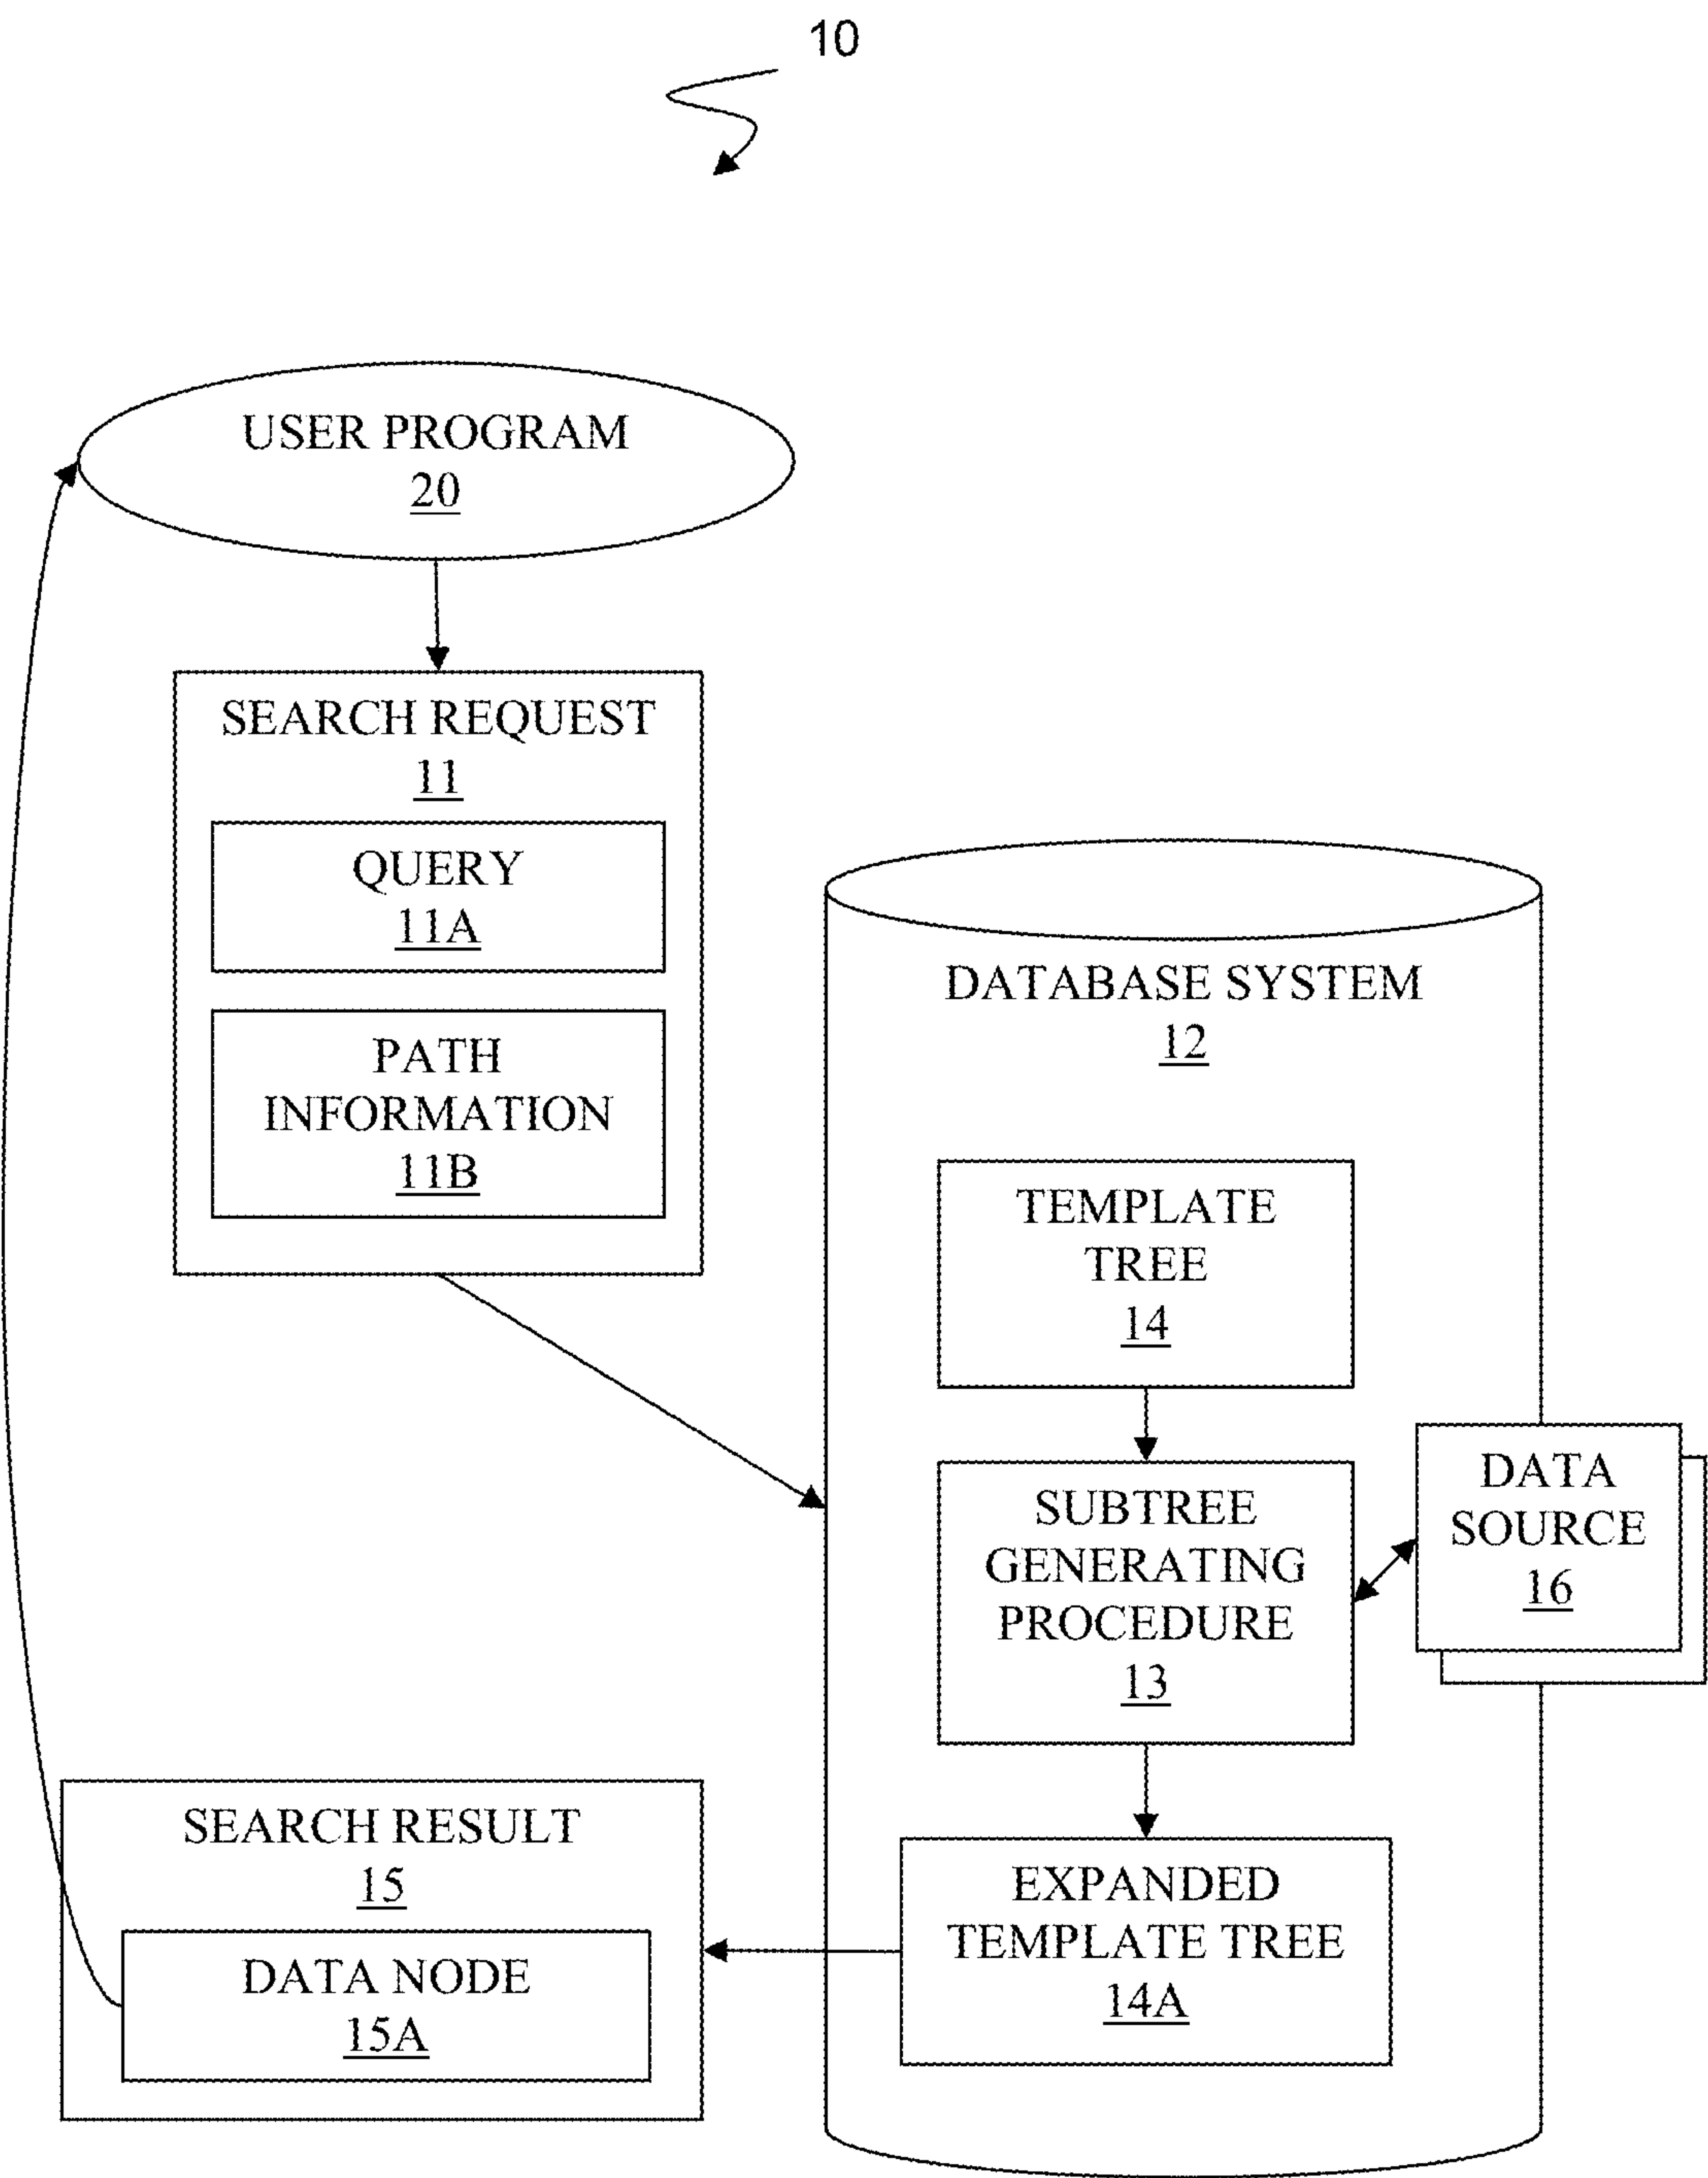 10
USER PROGRAM
20
SEARCH REQUEST
11
QUERY
11A
PATH
INFORMATION
11B
DATABASE SYSTEM
12
TEMPLATE
TREE
14
SUBTREE
GENERATING
PROCEDURE
13
DATA
SOURCE
16
EXPANDED
TEMPLATE TREE
14A
SEARCH RESULT
15
DATA NODE
15A